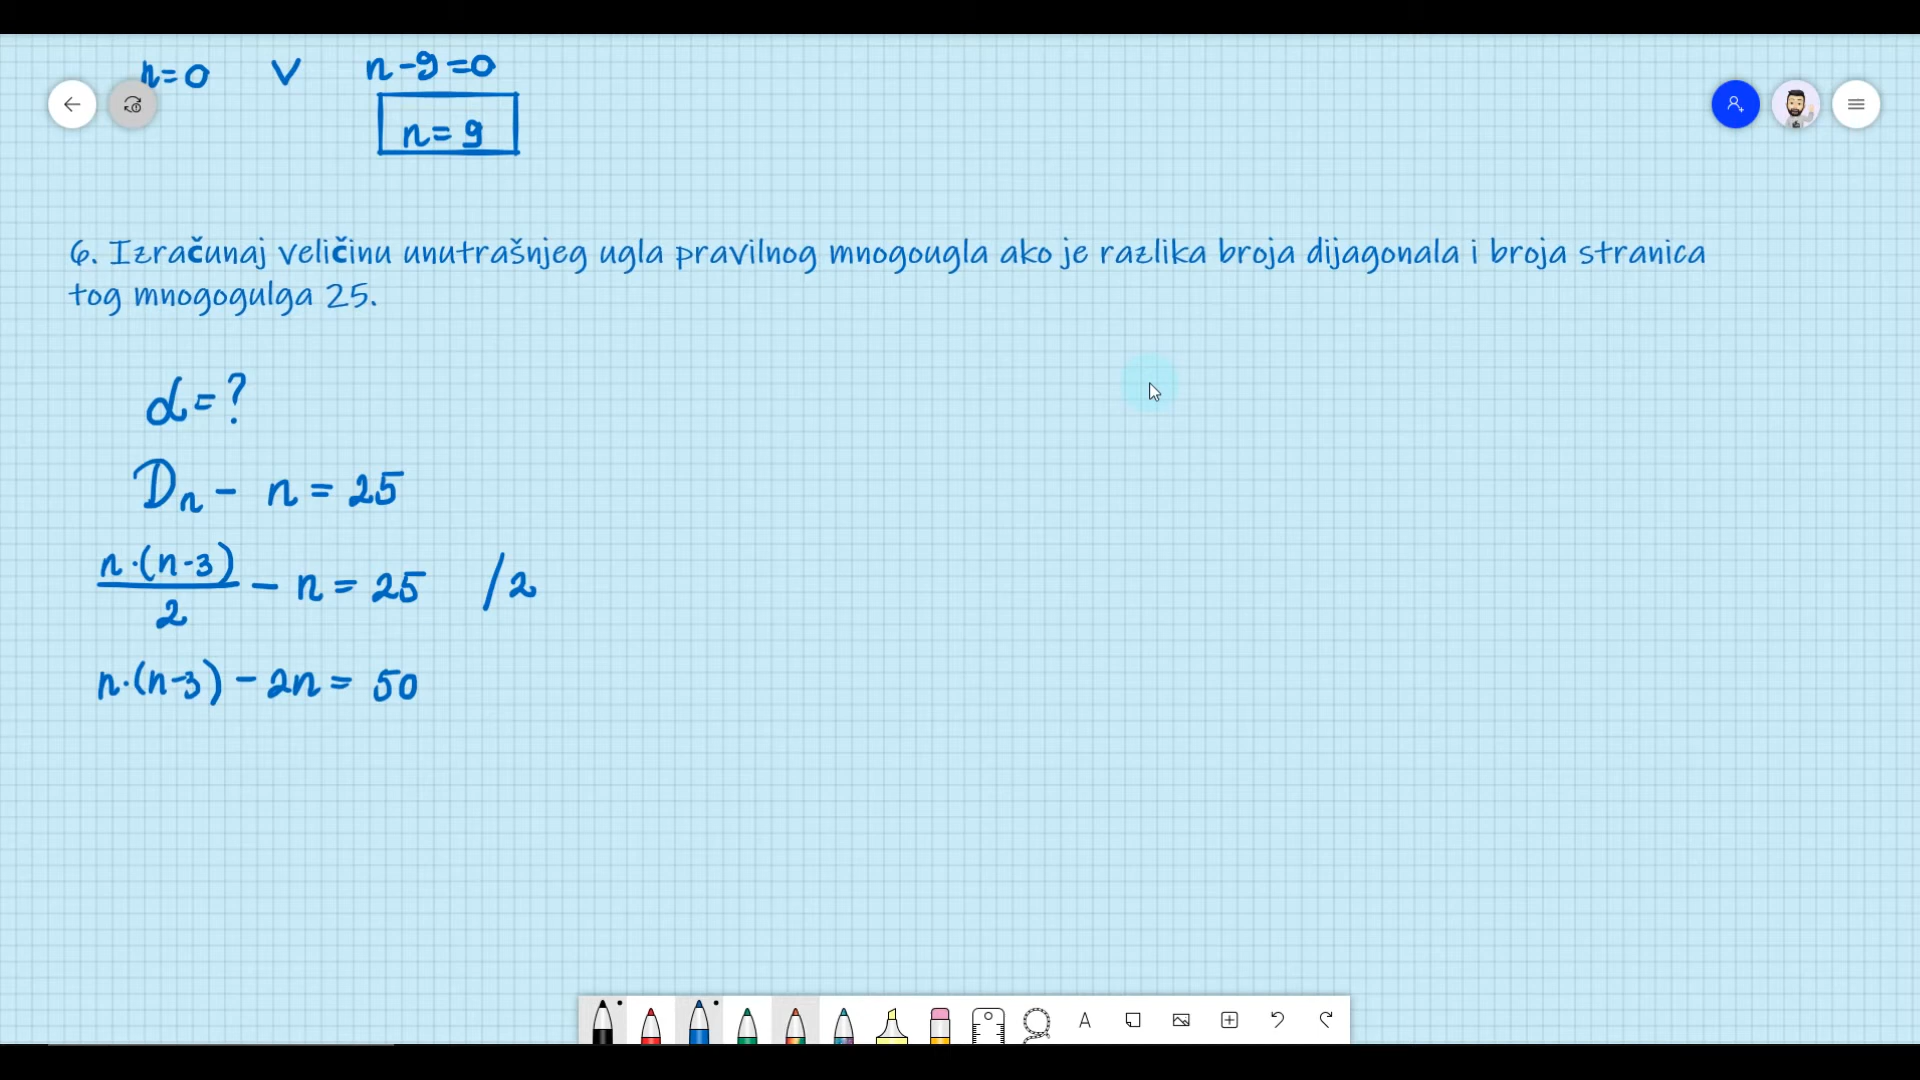 n=0 V n-9=0
n=9
6. Izračunaj veličinu unutrašnjeg ugla pravilnog mnogougla ako je razlika broja dijagonala i broja stranica
tog mnogogulga 25.
α=?
Dₙ - n = 25
n·(n-3)/2 - n = 25 /2
n·(n-3) - 2n = 50
A